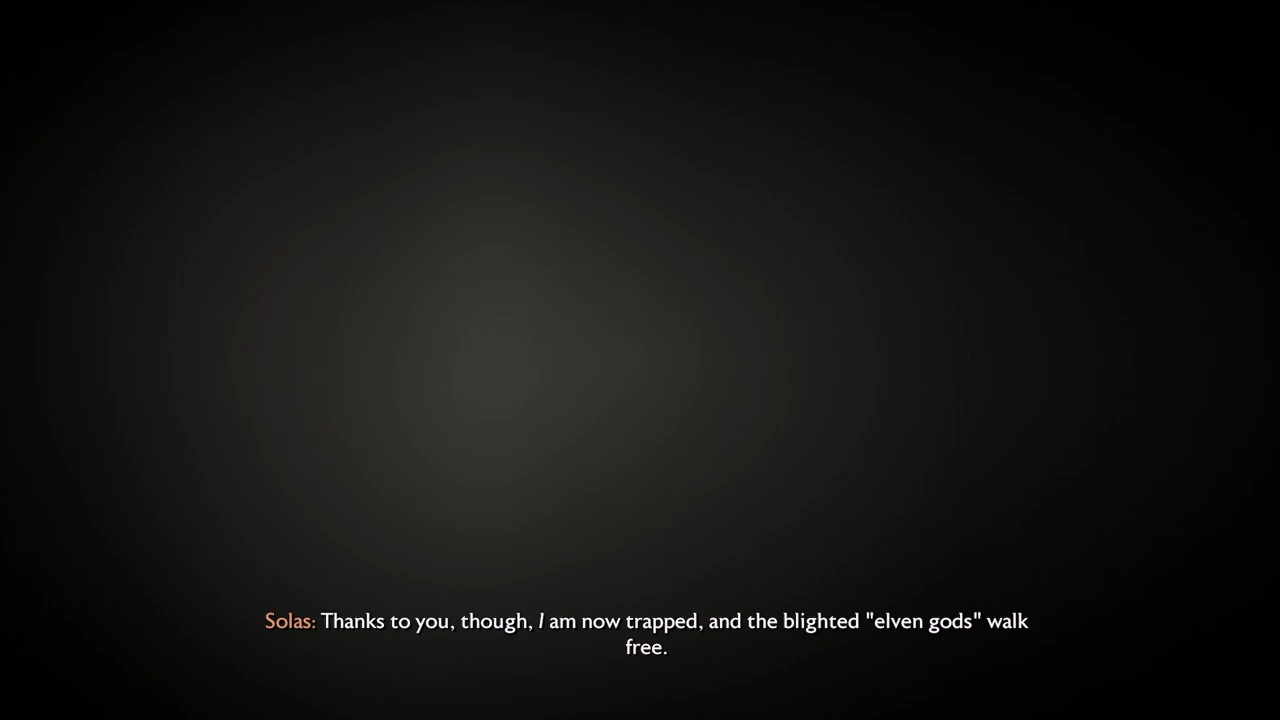 Solas: Thanks to you, though, I am now trapped, and the blighted "elven gods" walk
free.